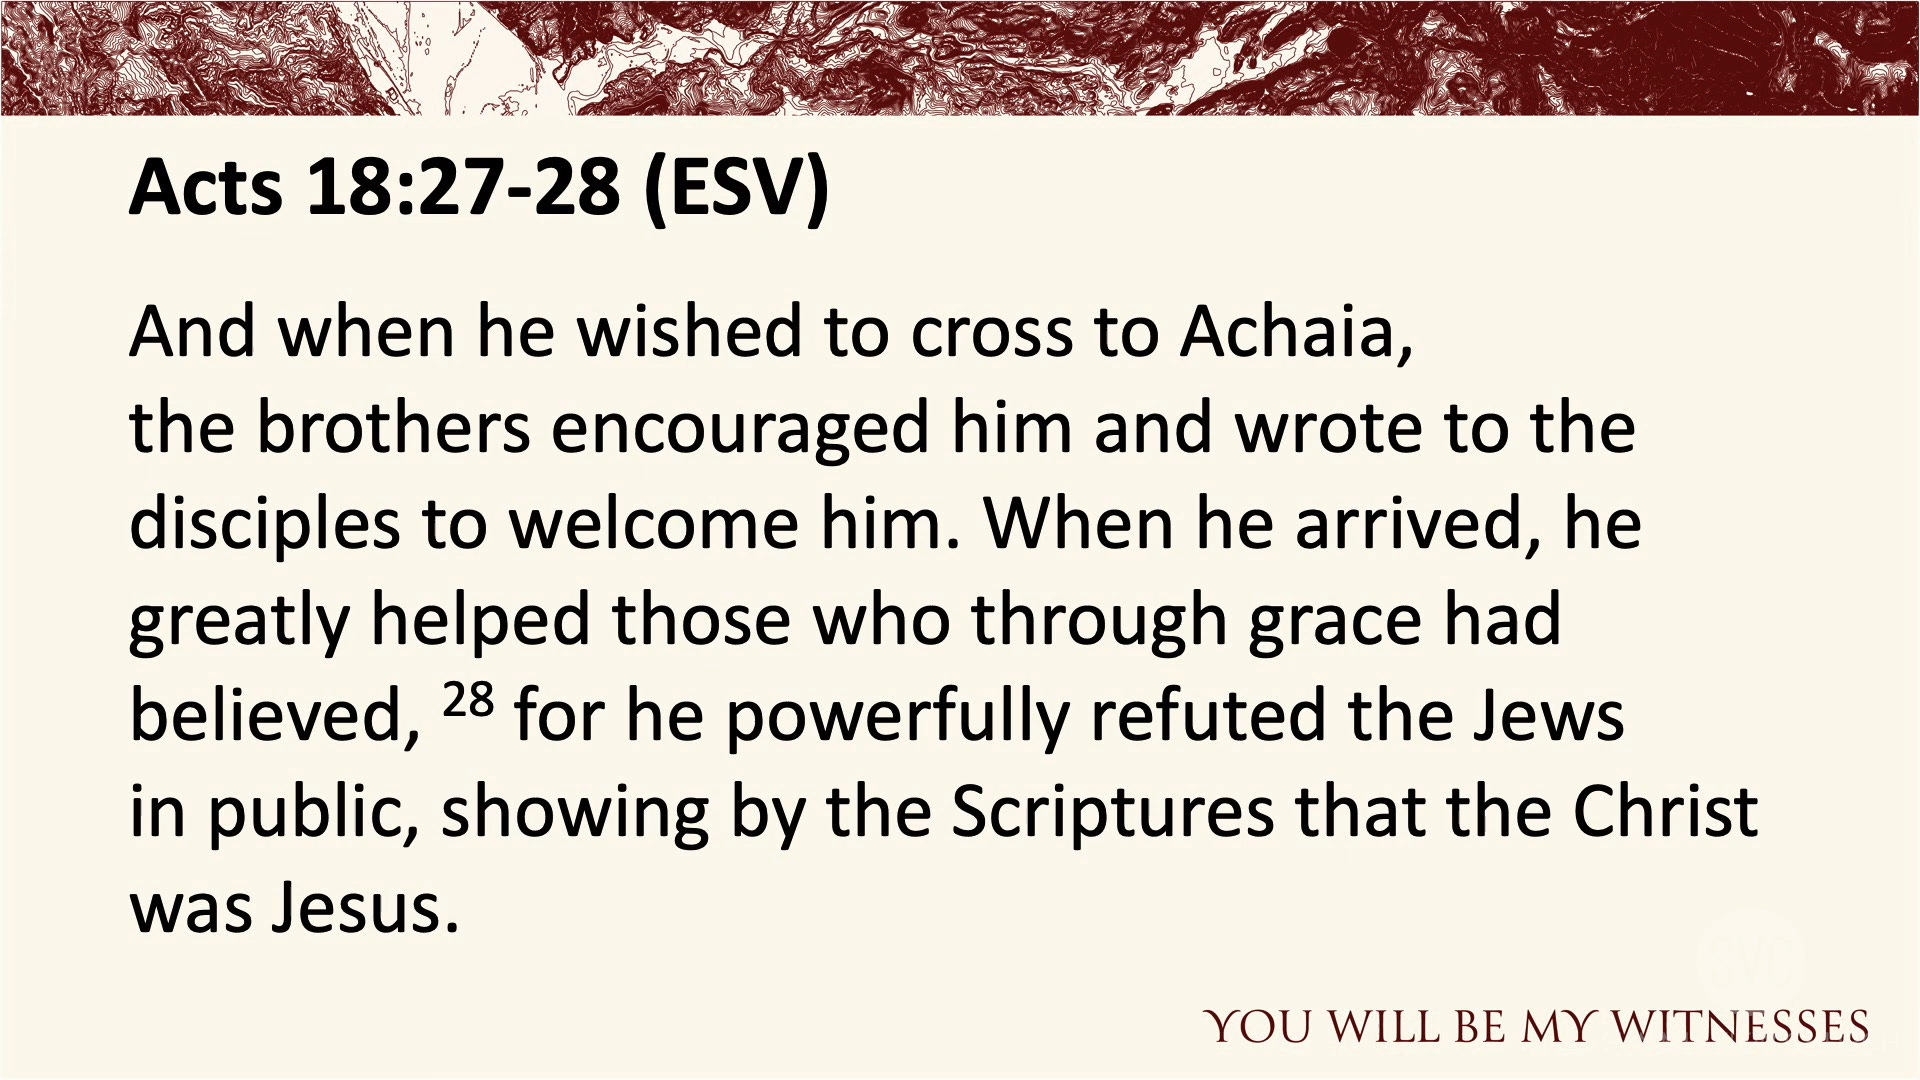 Acts 18:27-28 (ESV)
And when he wished to cross to Achaia,
the brothers encouraged him and wrote to the
disciples to welcome him. When he arrived, he
greatly helped those who through grace had
believed, 28 for he powerfully refuted the Jews
in public, showing by the Scriptures that the Christ
was Jesus.
SVC
YOU WILL BE MY WITNESSES